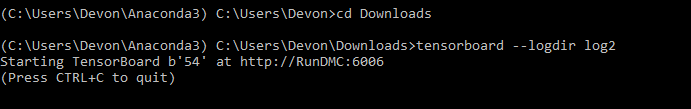 (C:\Users\Devon\Anaconda3) C:\Users\Devon>cd Downloads
(C:\Users\Devon\Anaconda3) C:\Users\Devon\Downloads>tensorboard --logdir log2
Starting TensorBoard b'54' at http://RunDMC:6006
(Press CTRL+C to quit)